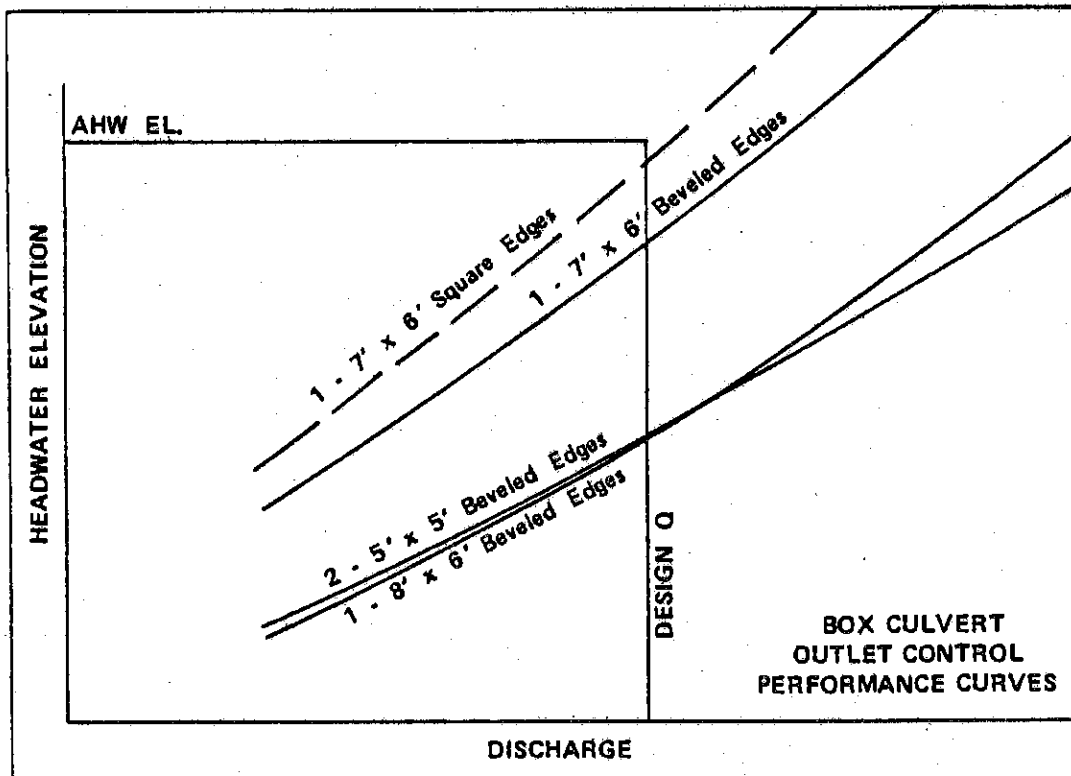 AHW EL.
HEADWATER ELEVATION
1 - 7' x 6' Square Edges
1 - 7' x 6' Beveled Edges
2 - 5' x 5' Beveled Edges
1 - 8' x 6' Beveled Edges
DESIGN Q
BOX CULVERT
OUTLET CONTROL
PERFORMANCE CURVES
DISCHARGE